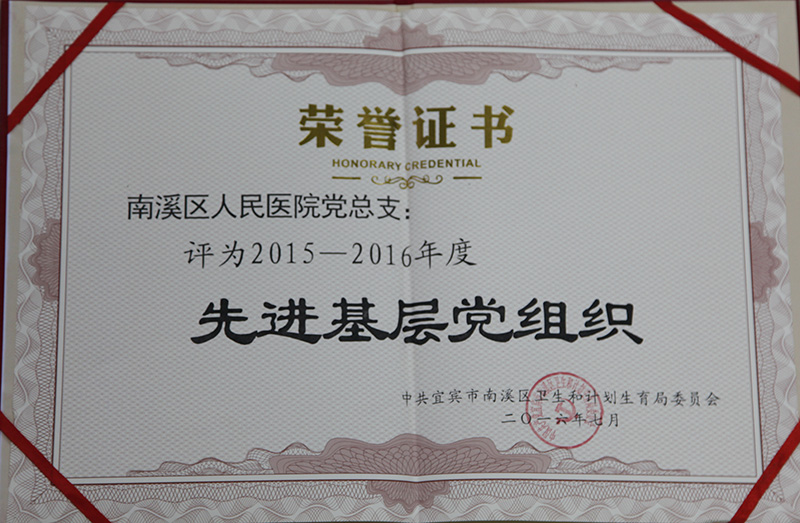 荣誉证书
HONORARY CREDENTIAL
南溪区人民医院党总支：
评为2015—2016年度
先进基层党组织
中共宜宾市南溪区卫生和计划生育局委员会
二〇一六年七月